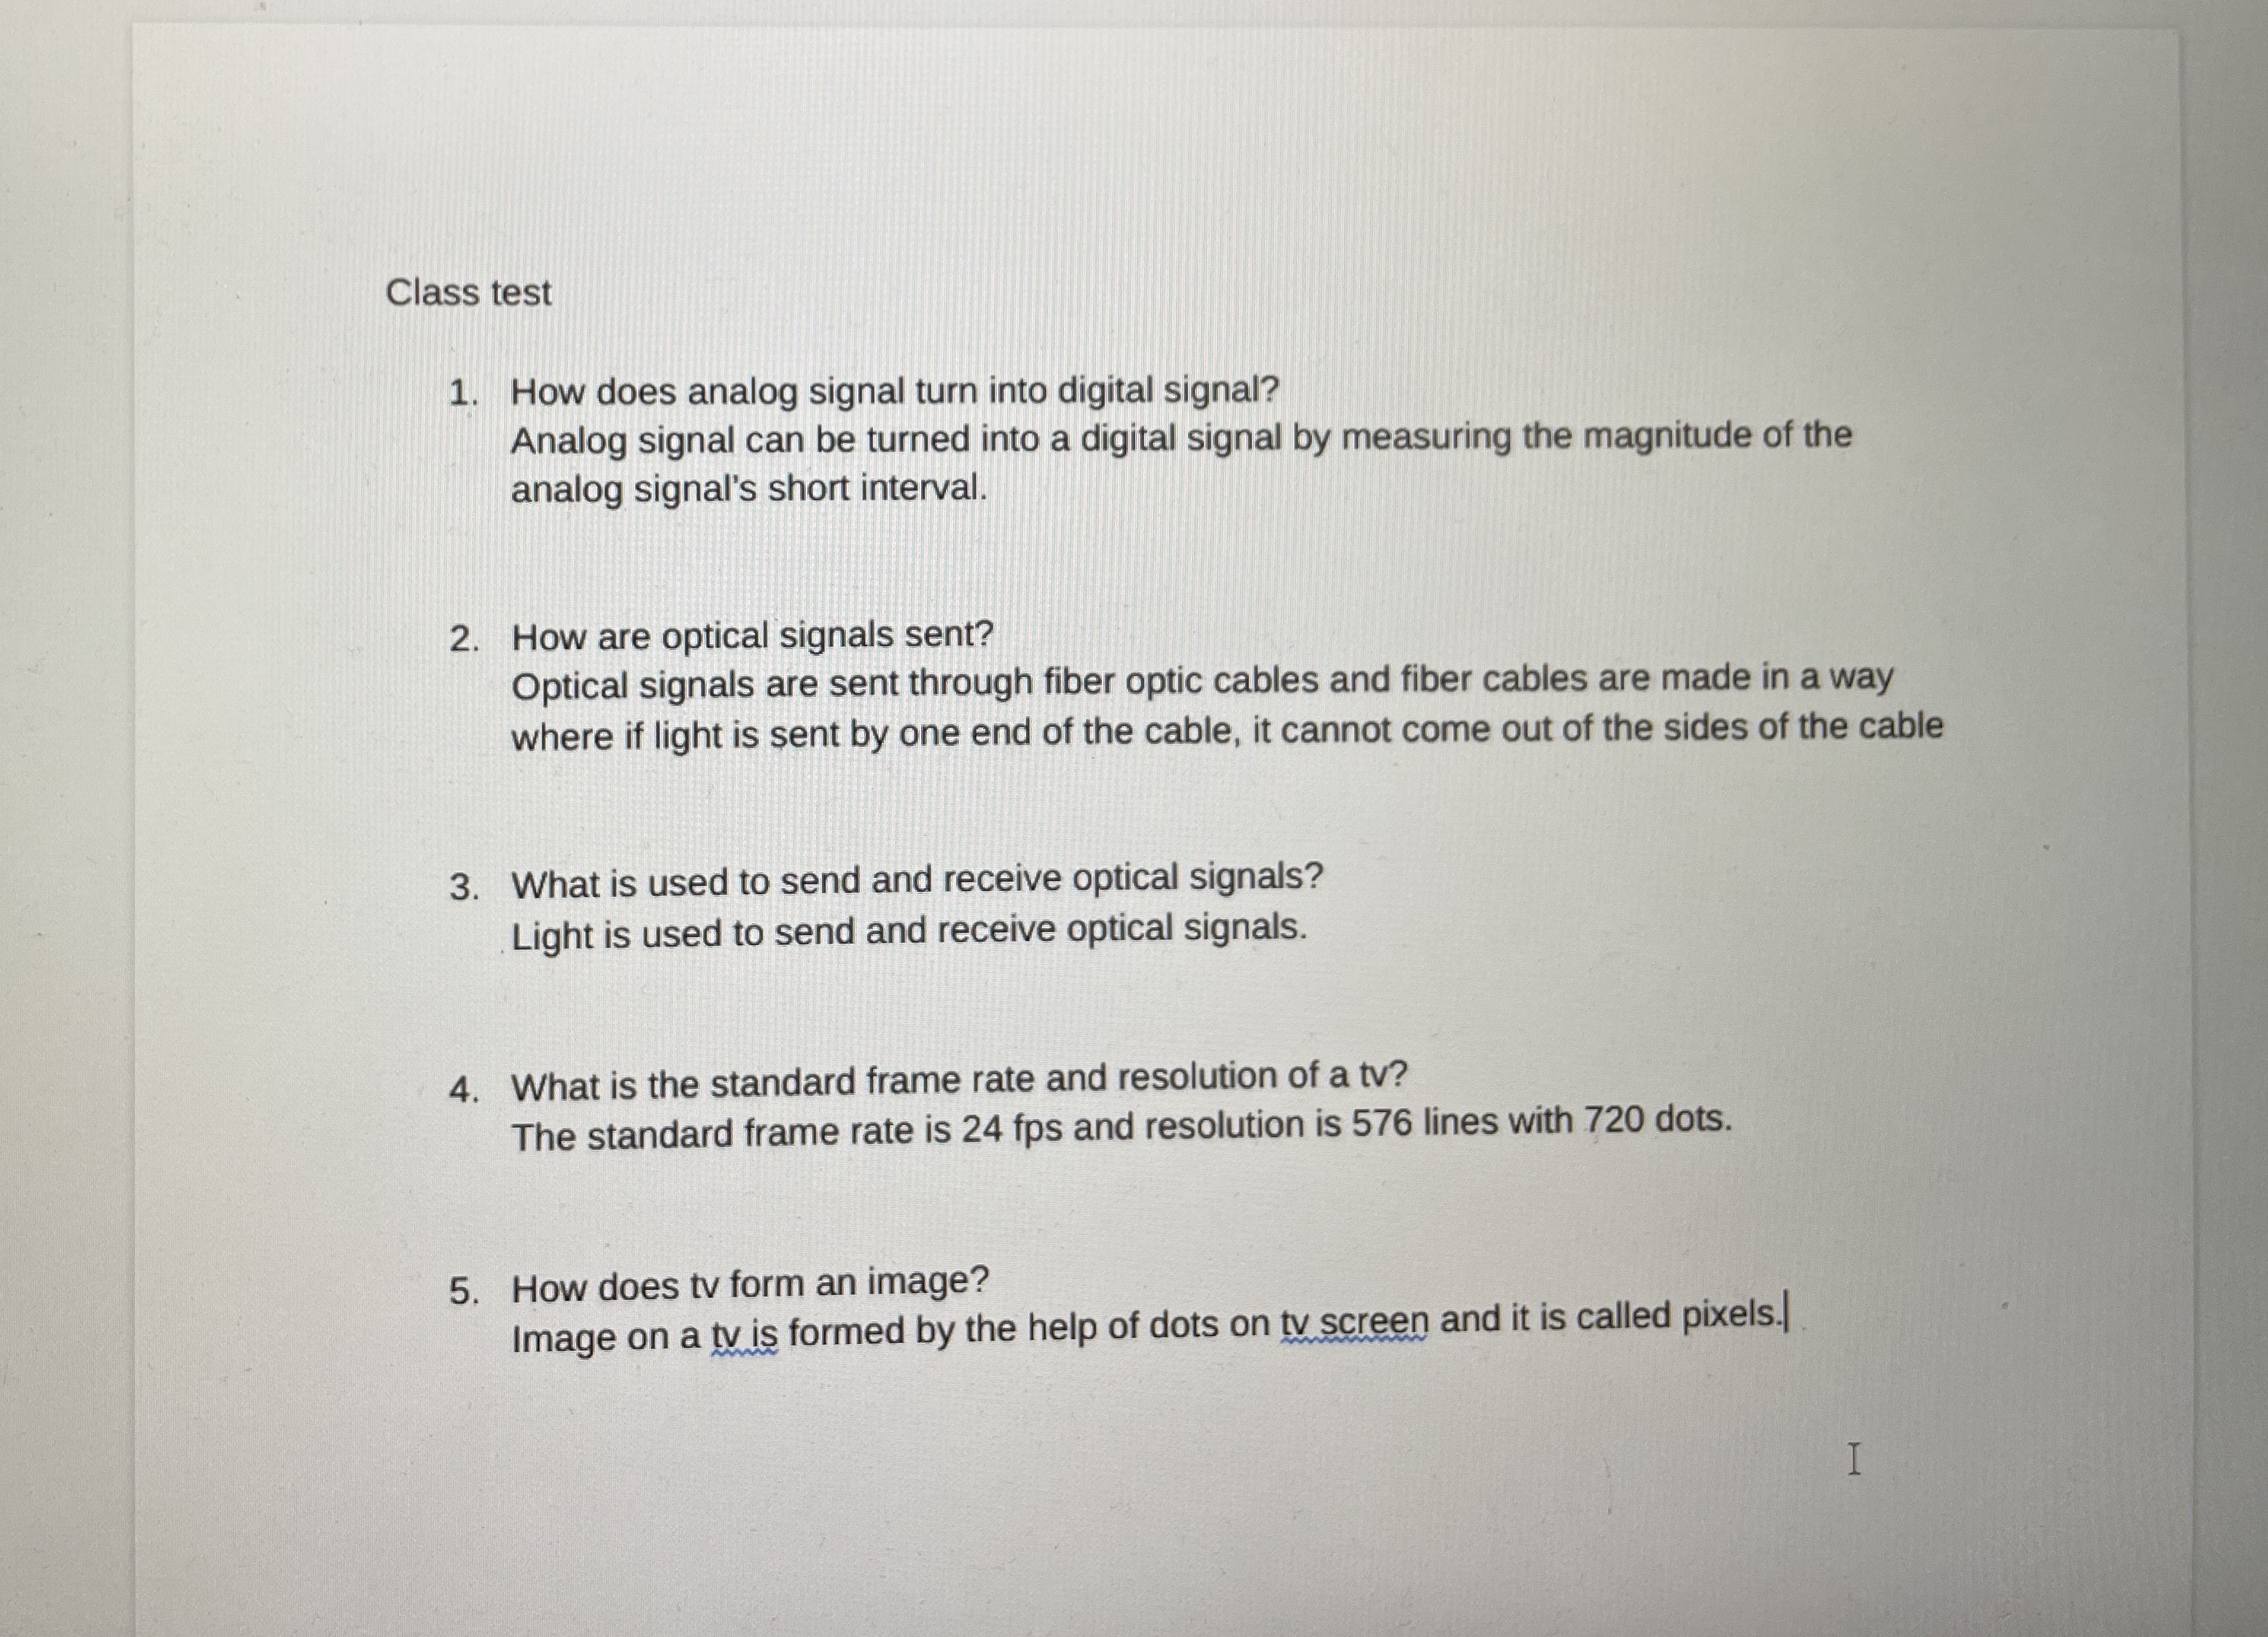 Class test
1. How does analog signal turn into digital signal?
Analog signal can be turned into a digital signal by measuring the magnitude of the
analog signal's short interval.
2. How are optical signals sent?
Optical signals are sent through fiber optic cables and fiber cables are made in a way
where if light is sent by one end of the cable, it cannot come out of the sides of the cable
3. What is used to send and receive optical signals?
Light is used to send and receive optical signals.
4. What is the standard frame rate and resolution of a tv?
The standard frame rate is 24 fps and resolution is 576 lines with 720 dots.
5. How does tv form an image?
Image on a tv is formed by the help of dots on tv screen and it is called pixels.